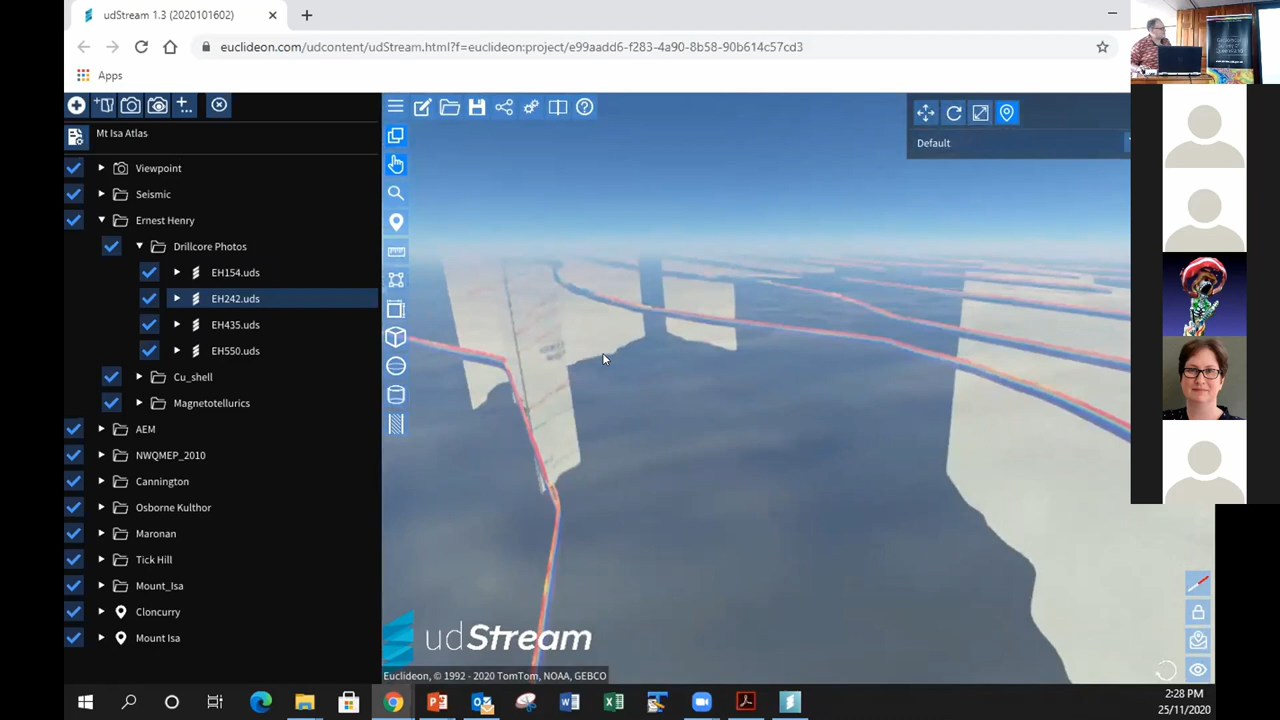 udStream 1.3 (2020101602)
euclideon.com/udcontent/udStream.html?f=euclideon:project/e99aadd6-f283-4a90-8b58-90b614c57cd3
Apps
Mt Isa Atlas
Viewpoint
Seismic
Ernest Henry
Drillcore Photos
EH154.uds
EH242.uds
EH435.uds
EH550.uds
Cu_shell
Magnetotellurics
AEM
NWQMEP_2010
Cannington
Osborne Kulthor
Maronan
Tick Hill
Mount_Isa
Cloncurry
Mount Isa
Default
udStream
Euclideon, © 1992 - 2020 TomTom, NOAA, GEBCO
2:28 PM
25/11/2020